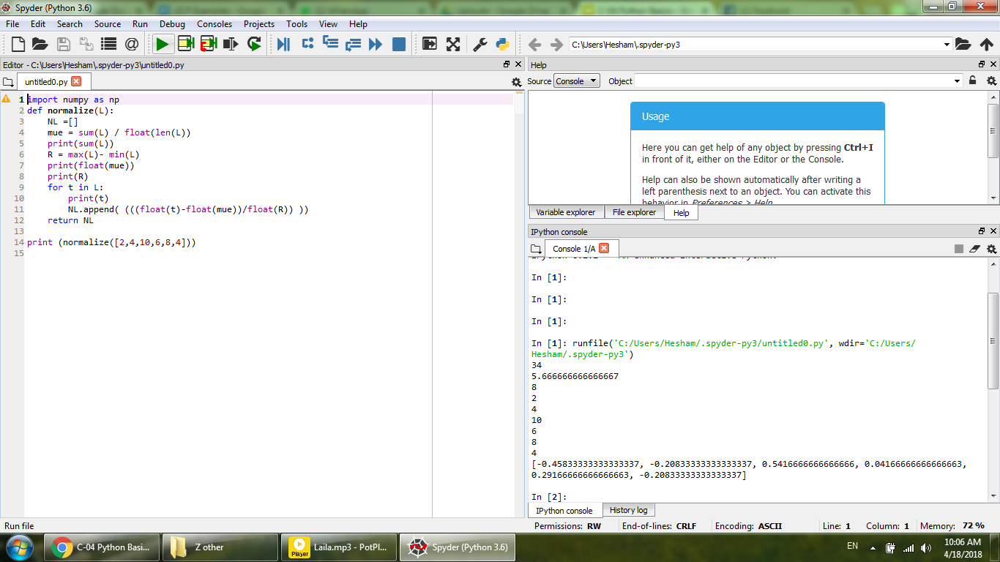 Spyder (Python 3.6)
File Edit Search Source Run Debug Consoles Projects Tools View Help
C:\Users\Hesham\.spyder-py3
Editor - C:\Users\Hesham\.spyder-py3\untitled0.py
untitled0.py
1 import numpy as np
2 def normalize(L):
3     NL =[]
4     mue = sum(L) / float(len(L))
5     print(sum(L))
6     R = max(L)- min(L)
7     print(float(mue))
8     print(R)
9     for t in L:
10         print(t)
11         NL.append( (((float(t)-float(mue))/float(R)) ))
12     return NL
13
14 print (normalize([2,4,10,6,8,4]))
15
Help
Source Console Object
Usage
Here you can get help of any object by pressing Ctrl+I
in front of it, either on the Editor or the Console.
Help can also be shown automatically after writing a
left parenthesis next to an object. You can activate this
behavior in Preferences > Help.
Variable explorer File explorer Help
IPython console
Console 1/A
In [1]:
In [1]:
In [1]:
In [1]: runfile('C:/Users/Hesham/.spyder-py3/untitled0.py', wdir='C:/Users/
Hesham/.spyder-py3')
34
5.666666666666667
8
2
4
10
6
8
4
[-0.45833333333333337, -0.20833333333333337, 0.5416666666666666, 0.04166666666666663,
0.29166666666666663, -0.20833333333333337]
In [2]:
IPython console History log
Run file Permissions: RW End-of-lines: CRLF Encoding: ASCII Line: 1 Column: 1 Memory: 72 %
C-04 Python Basi... Z other Player Laila.mp3 - PotPl... Spyder (Python 3.6) EN 10:06 AM
4/18/2018